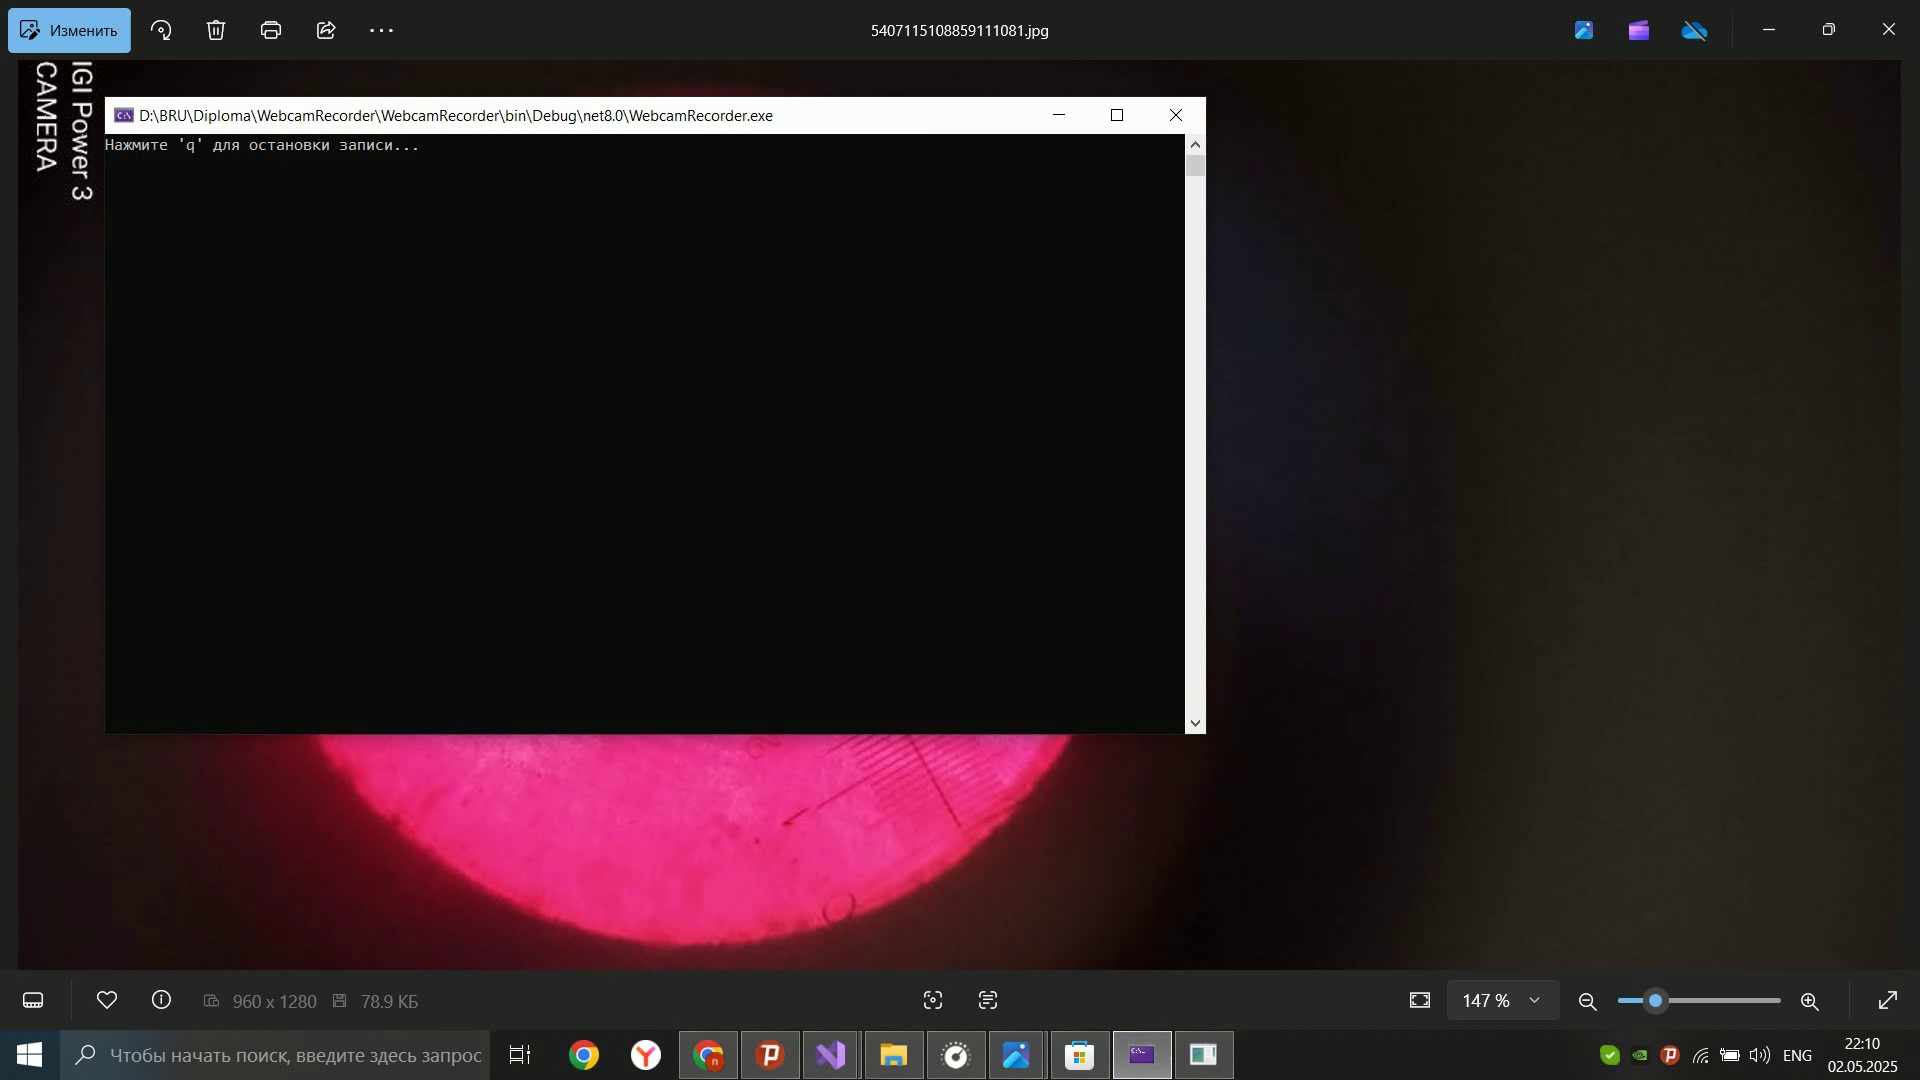 Изменить
5407115108859111081.jpg
IGI Power 3
CAMERA
D:\BRU\Diploma\WebcamRecorder\WebcamRecorder\bin\Debug\net8.0\WebcamRecorder.exe
Нажмите 'q' для остановки записи...
960 x 1280
78.9 КБ
147 %
Чтобы начать поиск, введите здесь запрос
ENG
22:10
02.05.2025